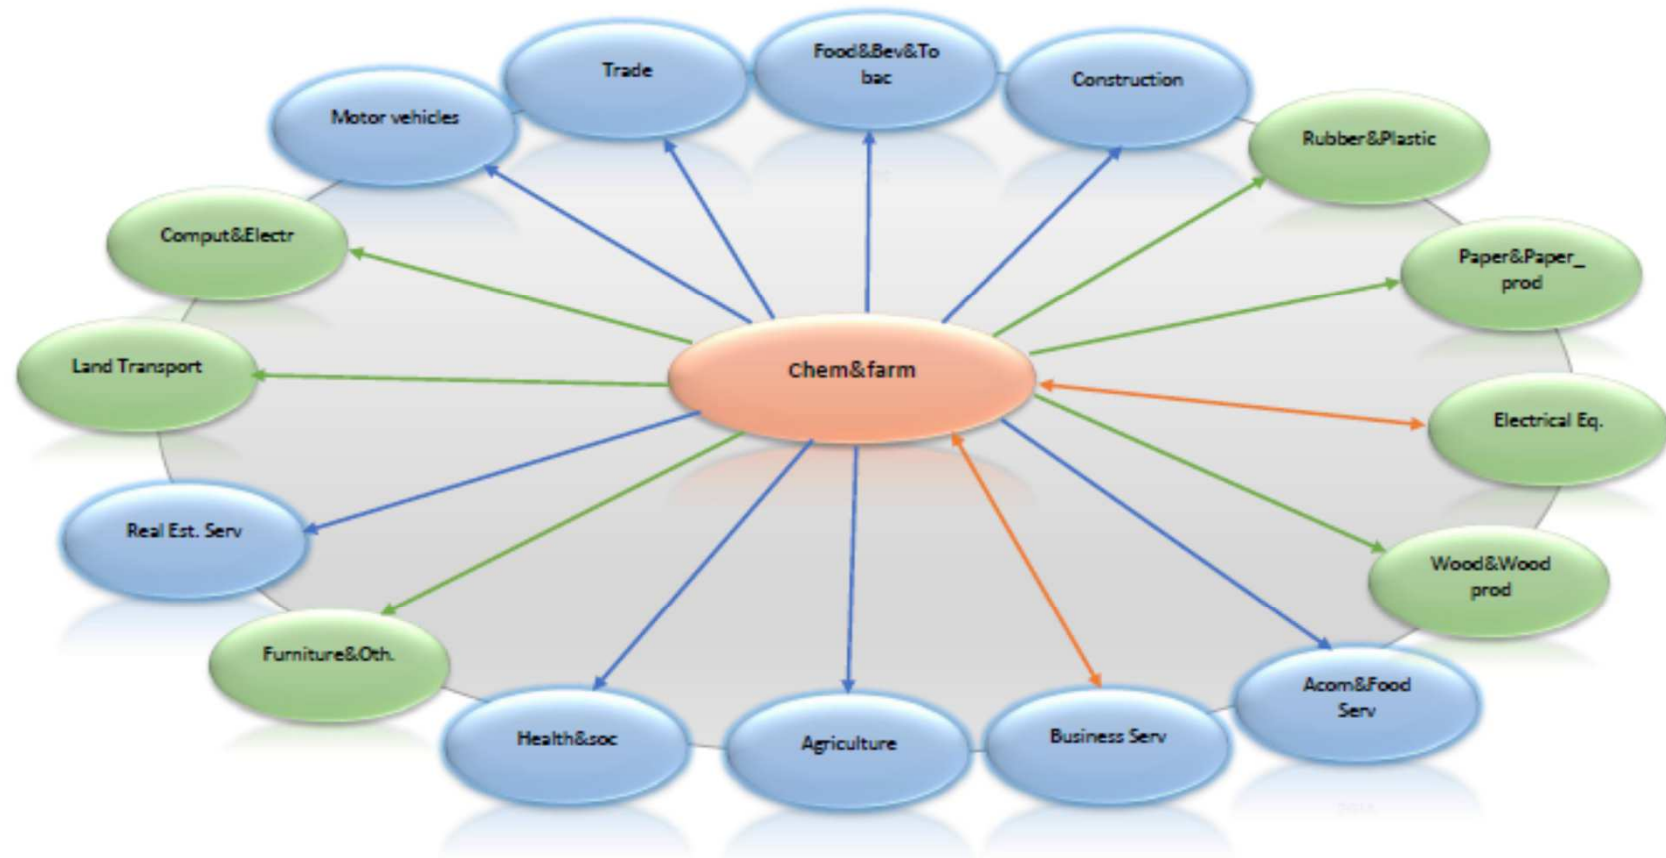 Food&Bev&To
bac
Trade
Construction
Motor vehicles
Rubber&Plastic
Comput&Electr
Paper&Paper_
prod
Land Transport
Chem&farm
Electrical Eq.
Real Est. Serv
Wood&Wood
prod
Furniture&Oth.
Acom&Food
Serv
Health&soc
Agriculture
Business Serv